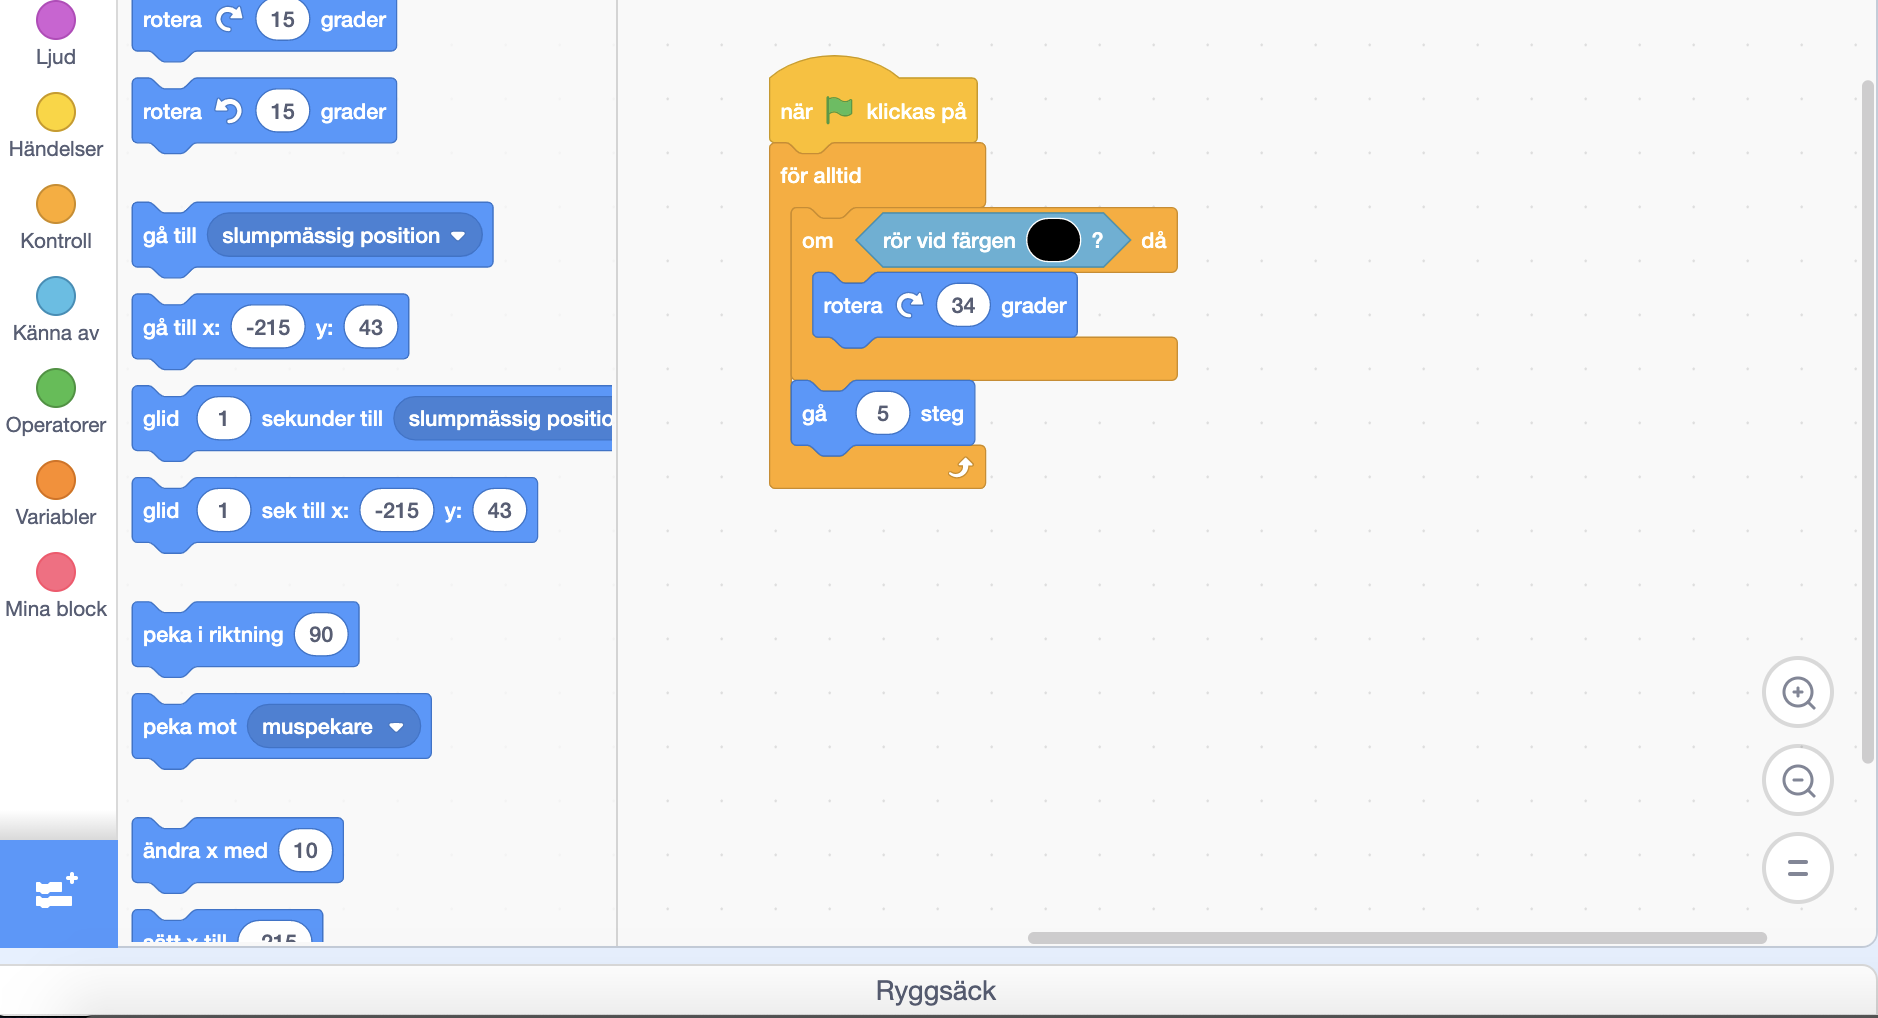 Ljud
Händelser
Kontroll
Känna av
Operatorer
Variabler
Mina block
rotera 15 grader
rotera 15 grader
gå till slumpmässig position
gå till x: -215 y: 43
glid 1 sekunder till slumpmässig positio
glid 1 sek till x: -215 y: 43
peka i riktning 90
peka mot muspekare
ändra x med 10
sätt x till -215
när klickas på
för alltid
om rör vid färgen ? då
rotera 34 grader
gå 5 steg
Ryggsäck